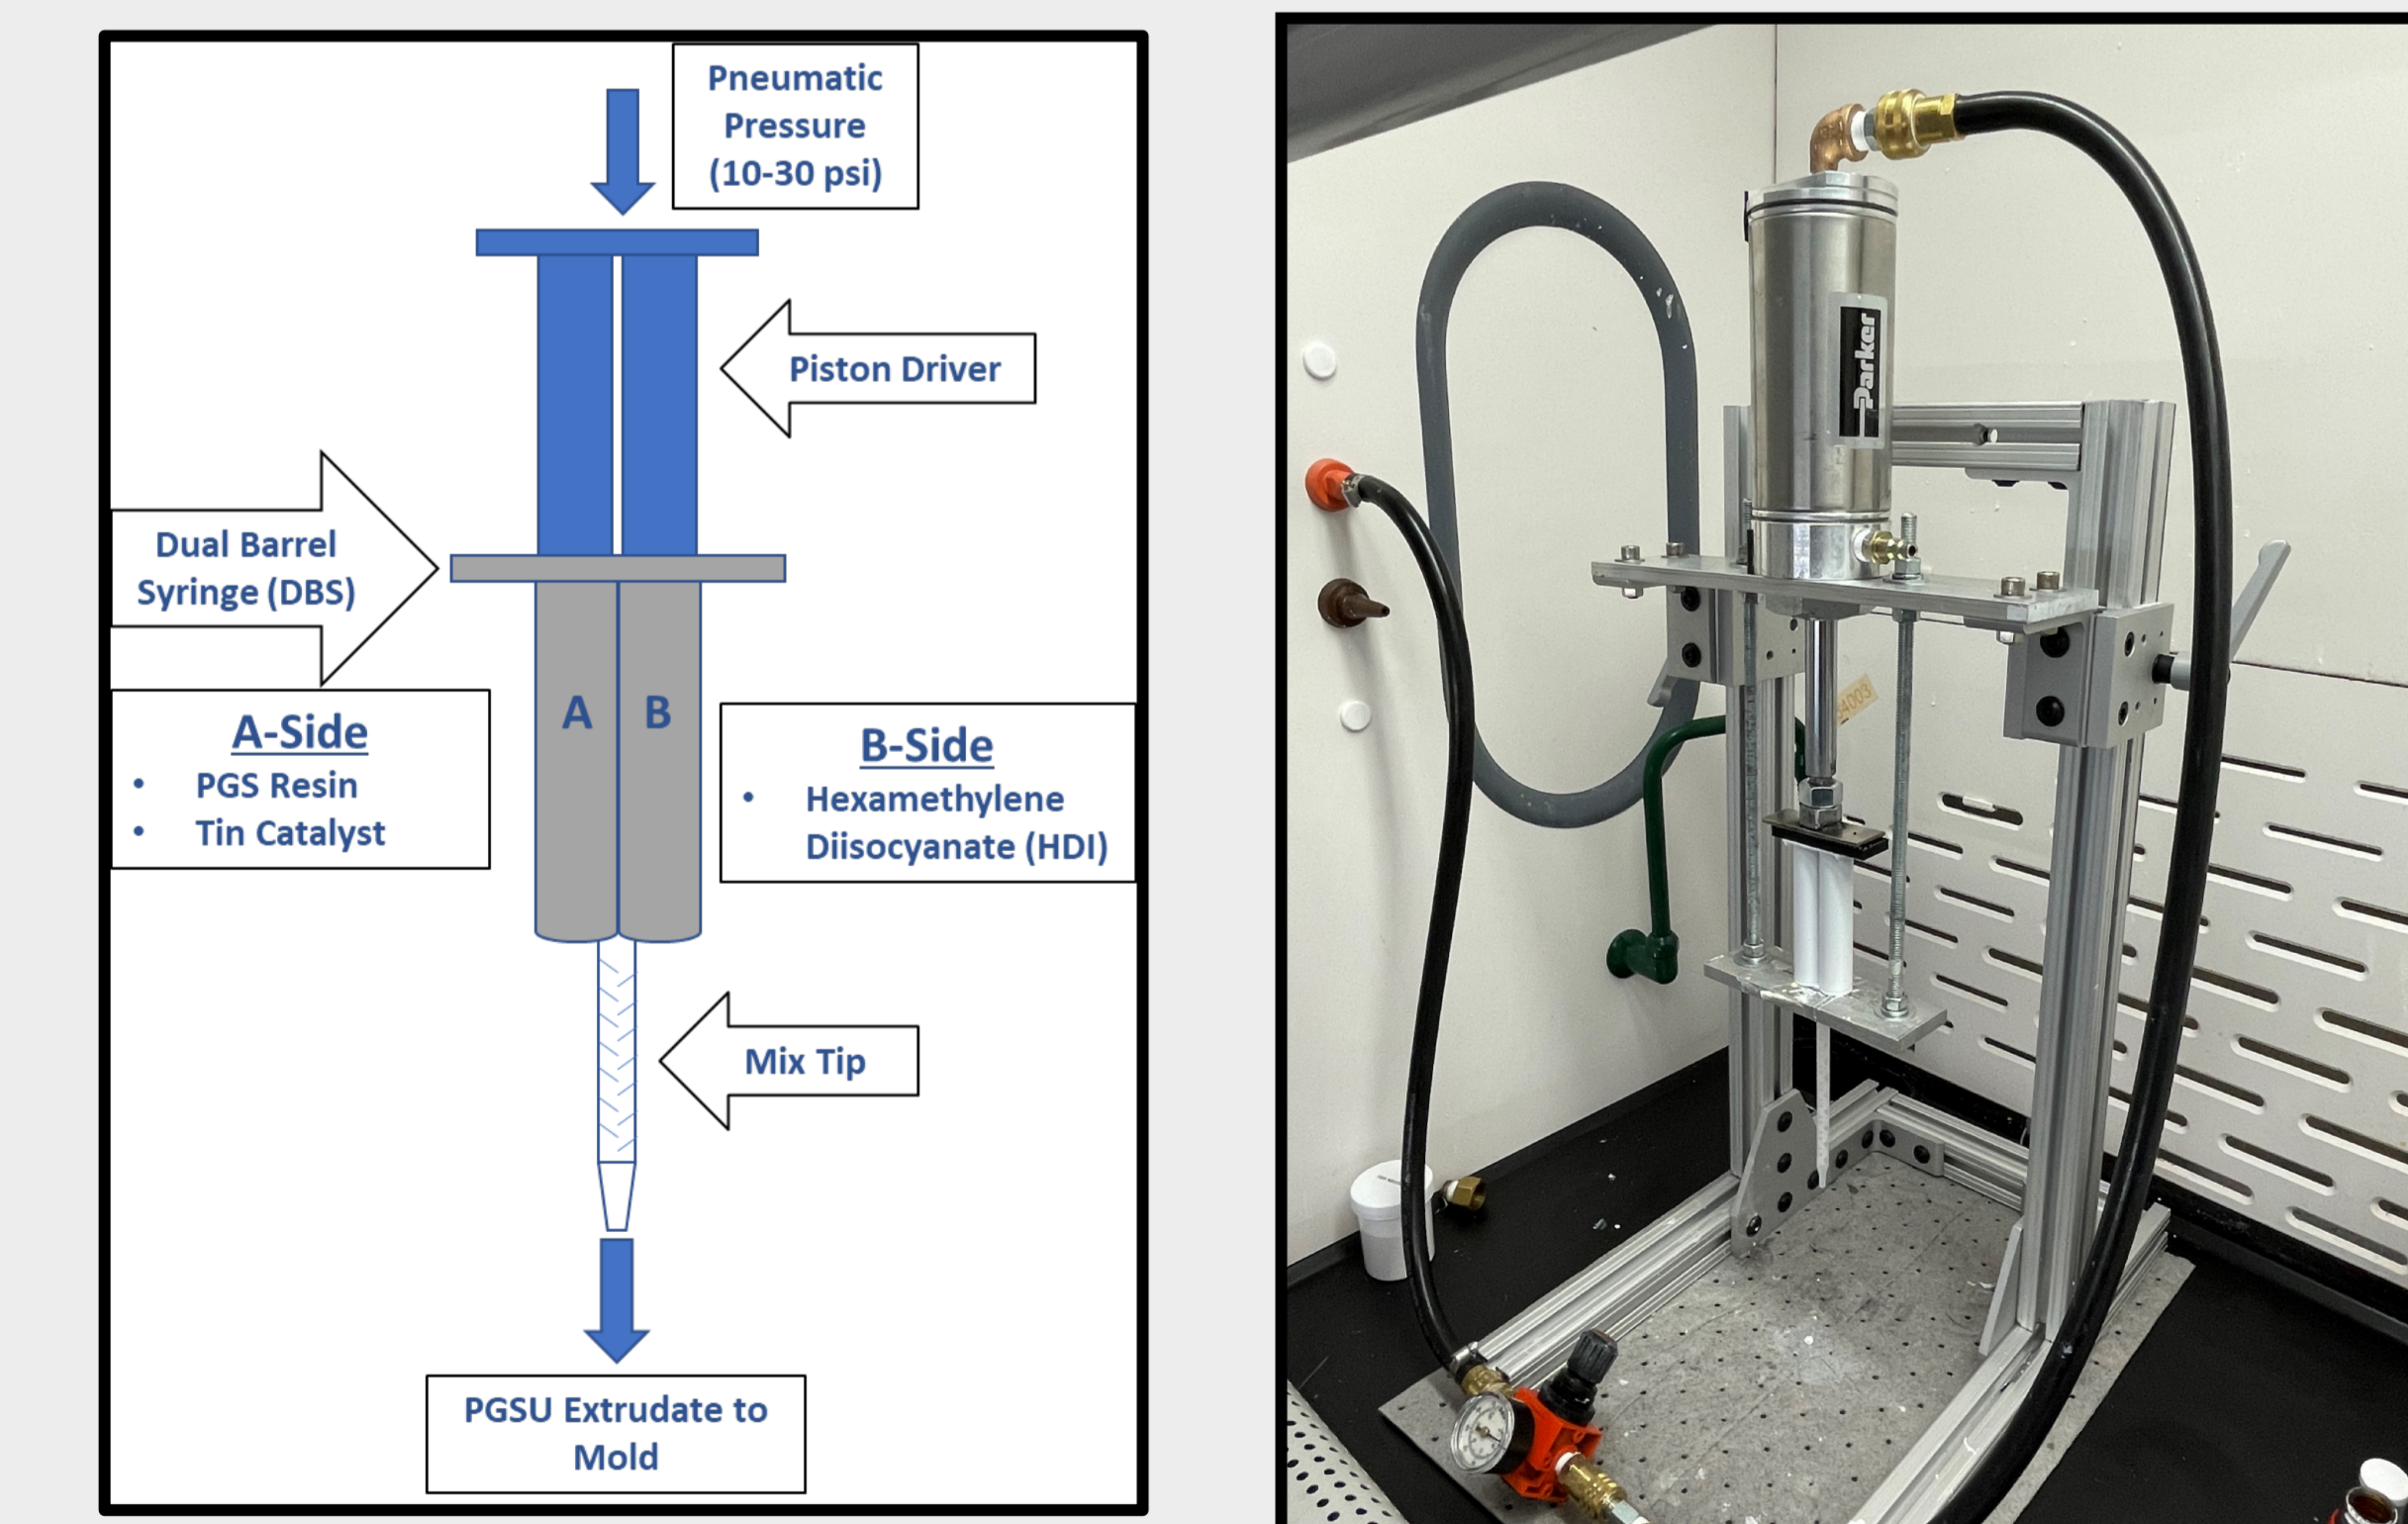 Pneumatic
Pressure
(10-30 psi)
Piston Driver
Dual Barrel
Syringe (DBS)
A
B
A-Side
• PGS Resin
• Tin Catalyst
B-Side
• Hexamethylene
Diisocyanate (HDI)
Mix Tip
PGSU Extrudate to
Mold
Parker